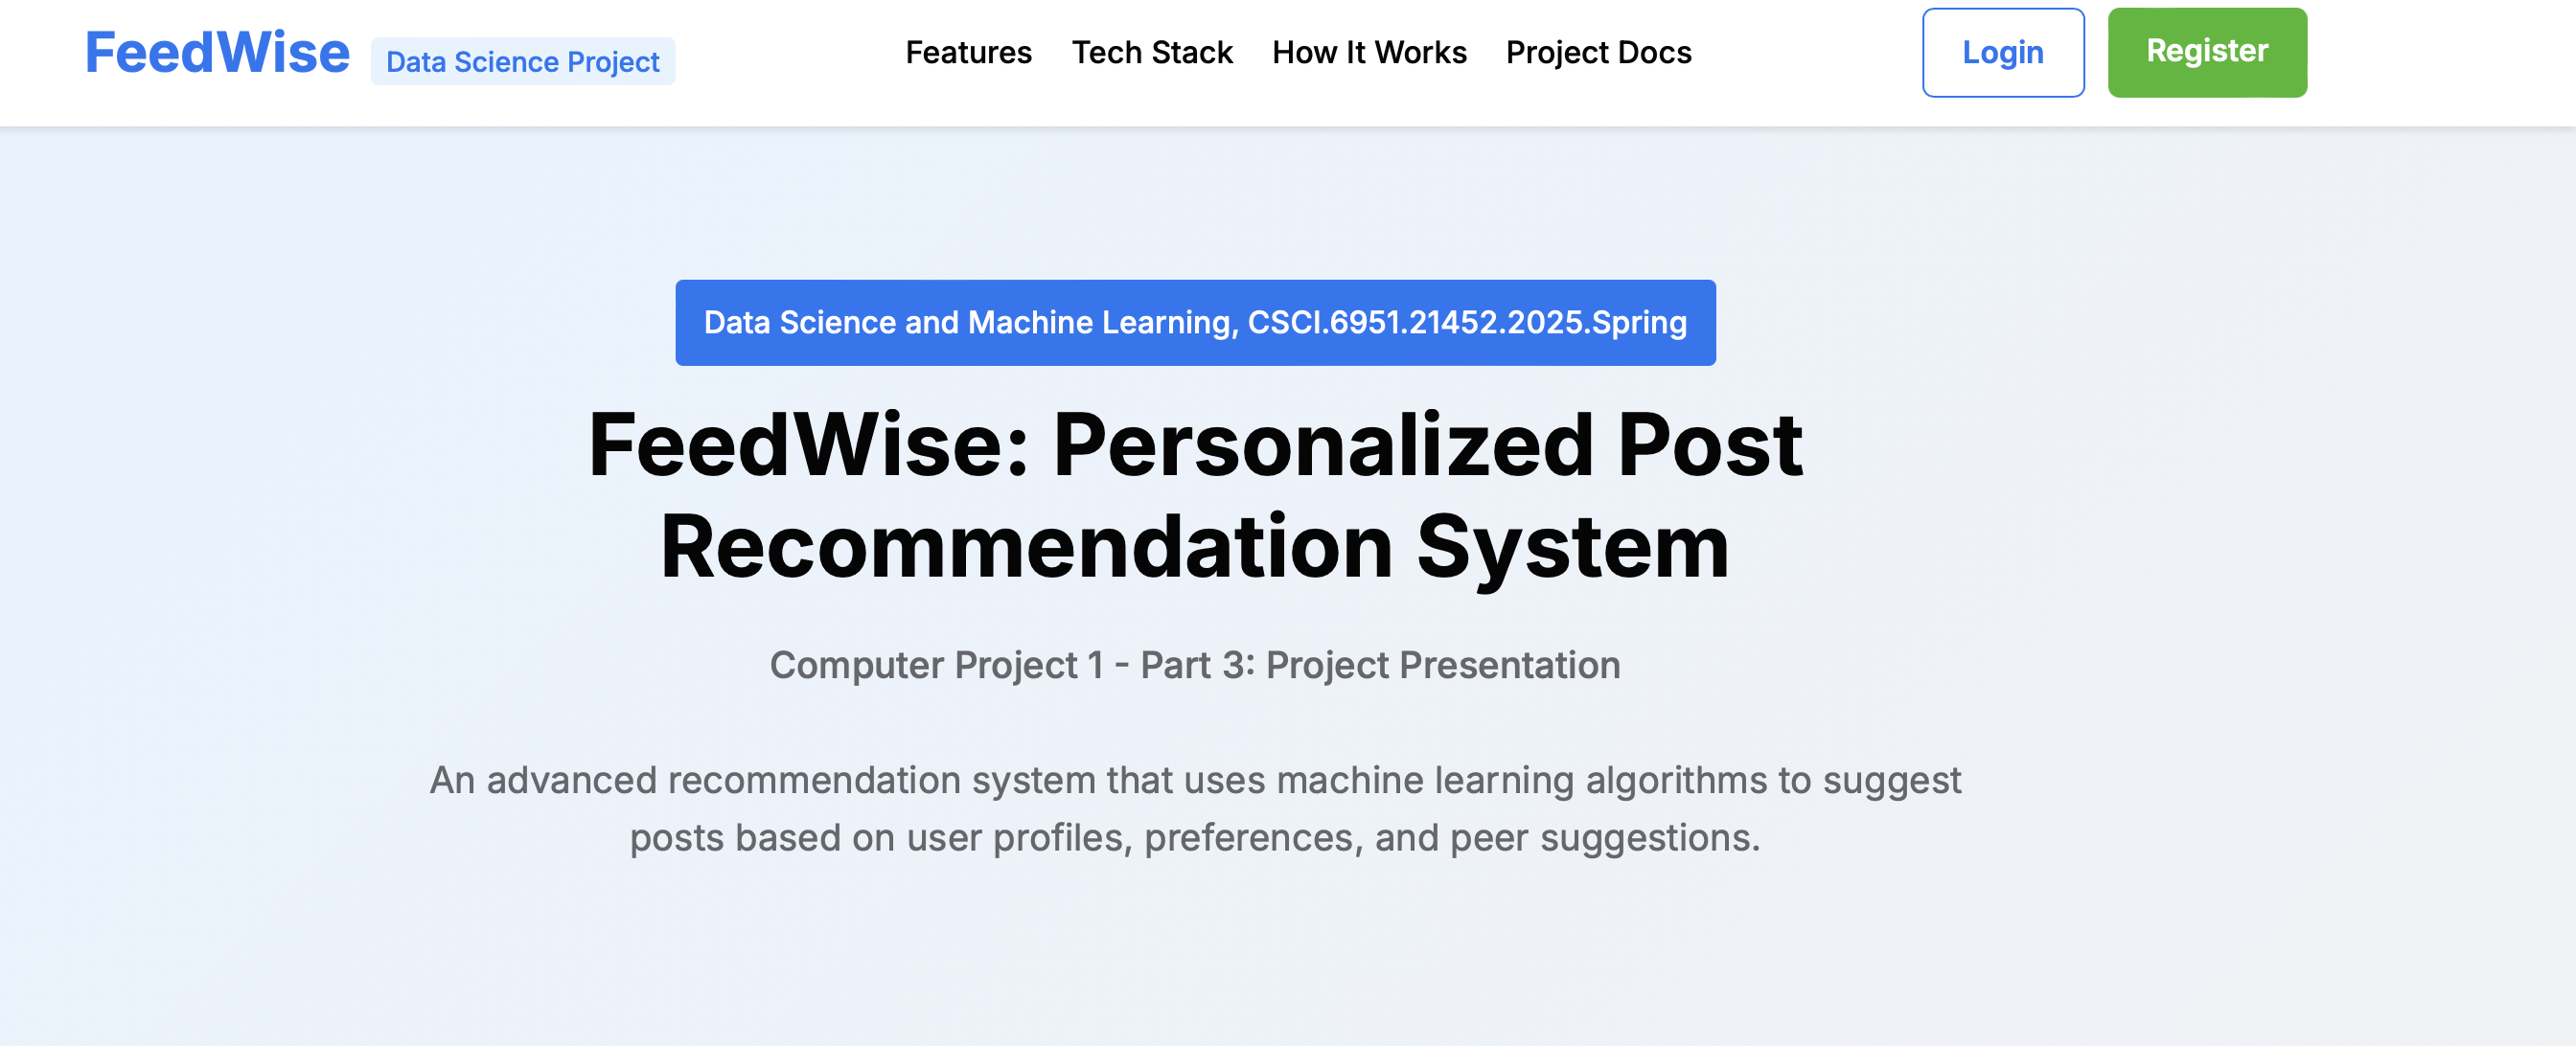 FeedWise Data Science Project Features Tech Stack How It Works Project Docs Login Register
Data Science and Machine Learning, CSCI.6951.21452.2025.Spring
FeedWise: Personalized Post
Recommendation System
Computer Project 1 - Part 3: Project Presentation
An advanced recommendation system that uses machine learning algorithms to suggest
posts based on user profiles, preferences, and peer suggestions.